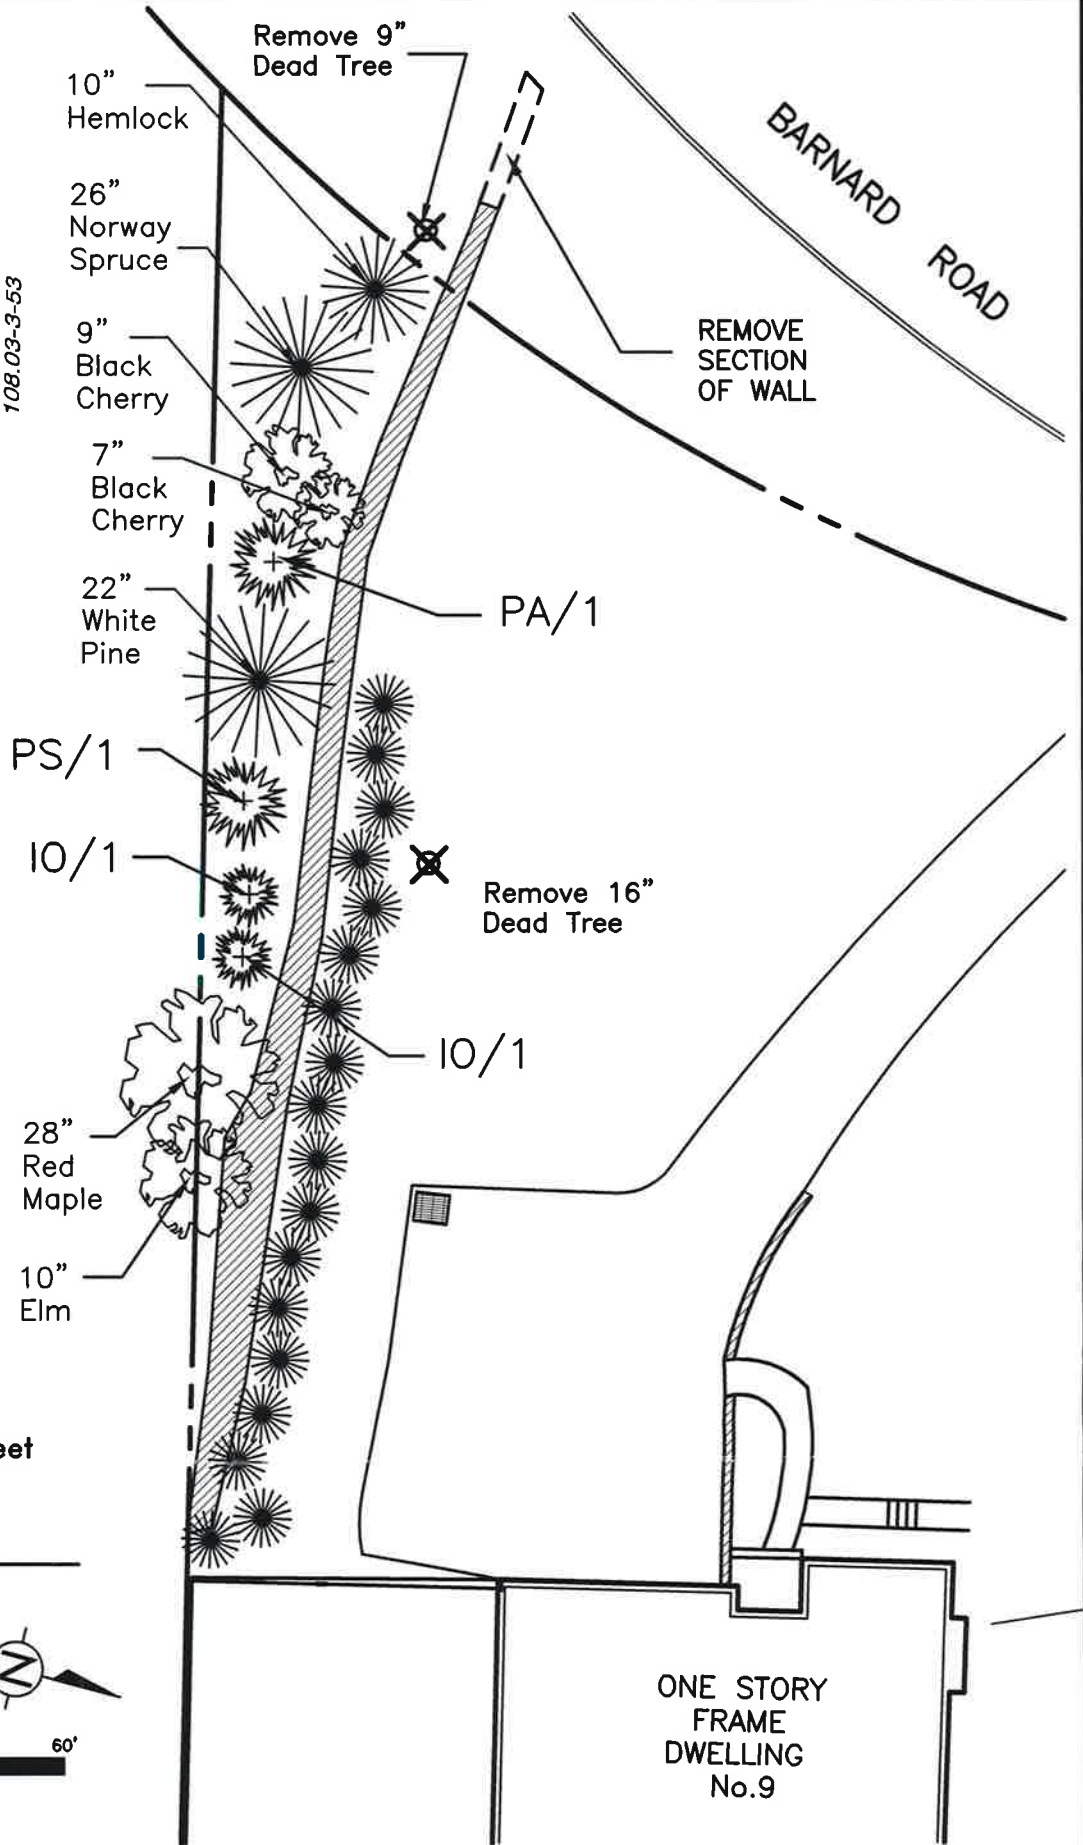 Remove 9"
Dead Tree
10"
Hemlock
BARNARD ROAD
26"
Norway
Spruce
108.03-3-53
9"
Black
Cherry
REMOVE
SECTION
OF WALL
7"
Black
Cherry
22"
White
Pine
PA/1
PS/1
IO/1
Remove 16"
Dead Tree
IO/1
28"
Red
Maple
10"
Elm
eet
N
60'
ONE STORY
FRAME
DWELLING
No.9